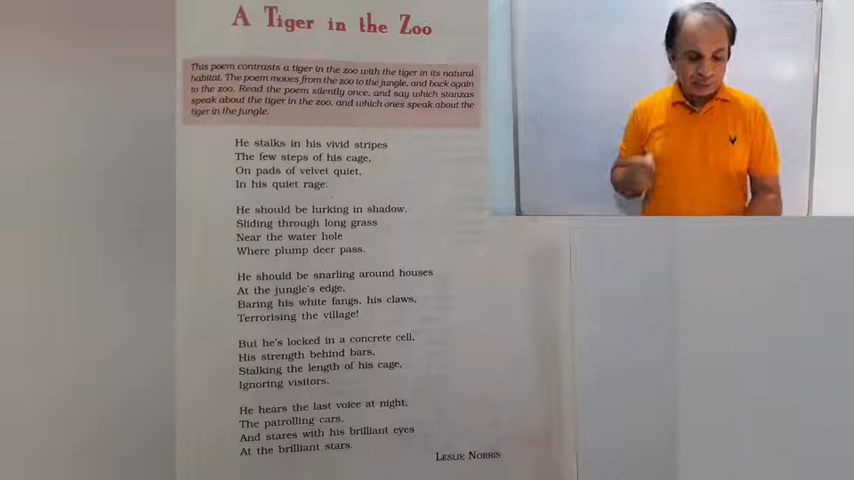 A Tiger in the Zoo
This poem contrasts a tiger in the zoo with the tiger in its natural
habitat. The poem moves from the zoo to the jungle, and back again
to the zoo. Read the poem silently once, and say which stanzas
speak about the tiger in the zoo, and which ones speak about the
tiger in the jungle.
He stalks in his vivid stripes
The few steps of his cage,
On pads of velvet quiet,
In his quiet rage.
He should be lurking in shadow,
Sliding through long grass
Near the water hole
Where plump deer pass.
He should be snarling around houses
At the jungle's edge,
Baring his white fangs, his claws,
Terrorising the village!
But he's locked in a concrete cell,
His strength behind bars,
Stalking the length of his cage,
Ignoring visitors.
He hears the last voice at night,
The patrolling cars,
And stares with his brilliant eyes
At the brilliant stars.
LESLIE NORRIS